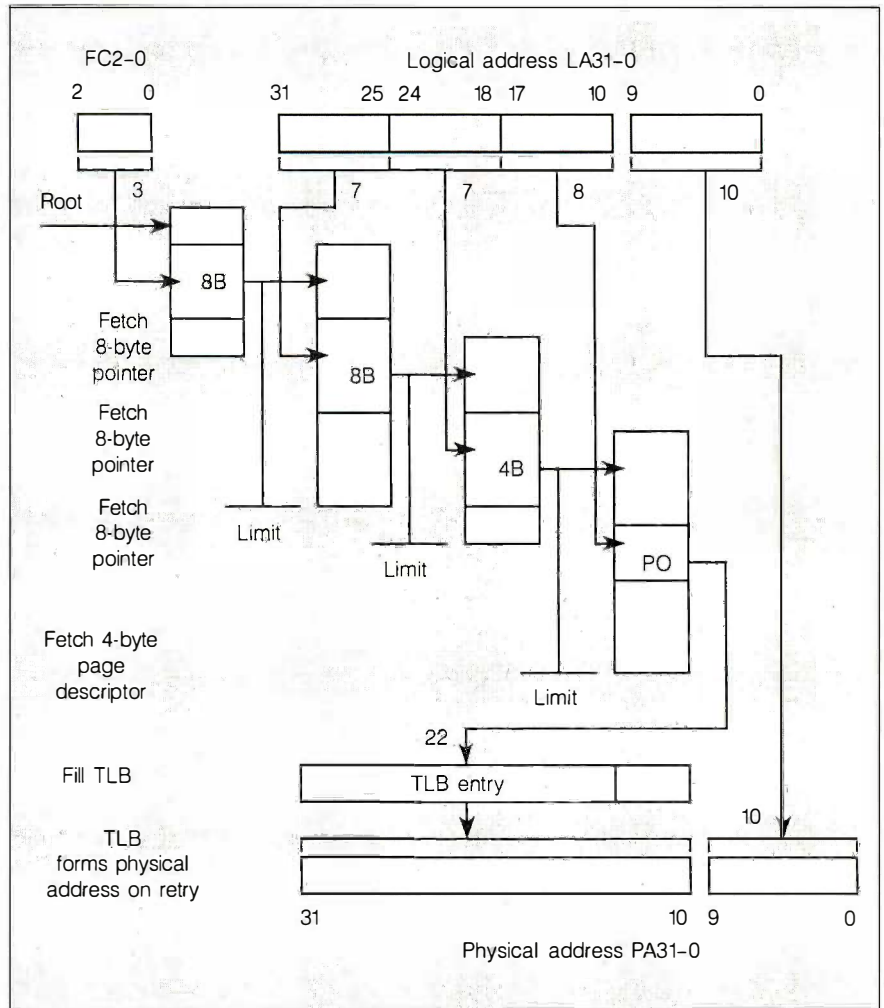 FC2-0
Logical address LA31-0
2 0 31 25 24 18 17 10 9 0
3 7 7 8 10
Root
8B
Fetch
8-byte
pointer
8B
Fetch
8-byte
pointer
4B
Fetch
8-byte
pointer
Limit
Limit
PO
Fetch 4-byte
page
descriptor
Limit
22
Fill TLB
TLB entry
10
TLB
forms physical
address on retry
31 10 9 0
Physical address PA31-0